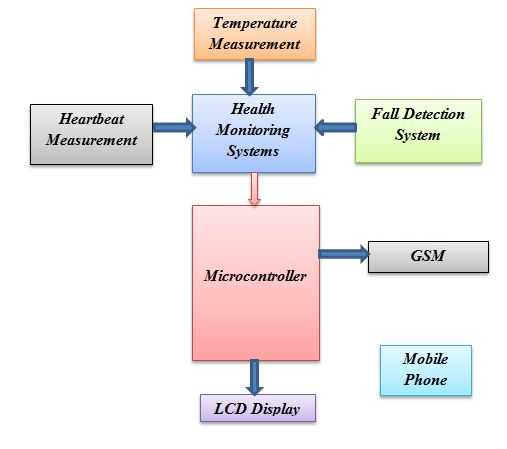 Temperature
Measurement
Heartbeat
Measurement
Health
Monitoring
Systems
Fall Detection
System
Microcontroller
GSM
Mobile
Phone
LCD Display